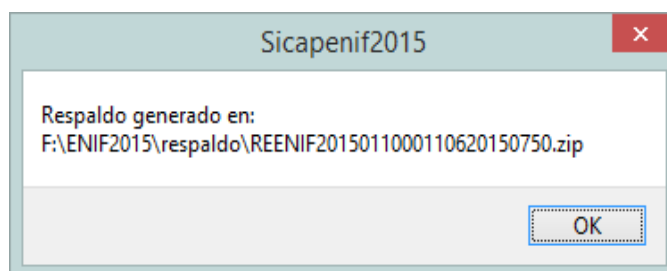 Sicapenif2015
Respaldo generado en:
F:\ENIF2015\respaldo\REENIF2015011000110620150750.zip
OK